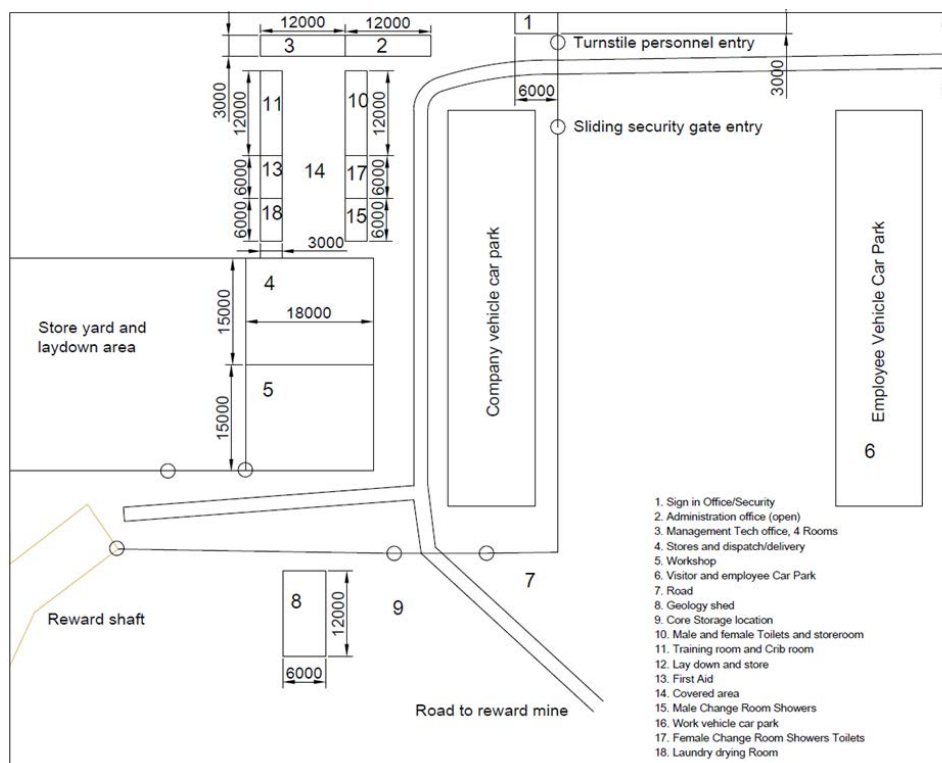 12000
12000
1
3
2
Turnstile personnel entry
3000
3000
6000
12000
11
10
12000
Sliding security gate entry
6000
13
14
17
6000
6000
18
15
6000
3000
4
15000
18000
Store yard and
laydown area
Company vehicle car park
Employee Vehicle Car Park
5
15000
6
1. Sign in Office/Security
2. Administration office (open)
3. Management Tech office, 4 Rooms
4. Stores and dispatch/delivery
5. Workshop
6. Visitor and employee Car Park
7. Road
8. Geology shed
9. Core Storage location
10. Male and female Toilets and storeroom
11. Training room and Crib room
12. Lay down and store
13. First Aid
14. Covered area
15. Male Change Room Showers
16. Work vehicle car park
17. Female Change Room Showers Toilets
18. Laundry drying Room
7
8
9
12000
Reward shaft
6000
Road to reward mine